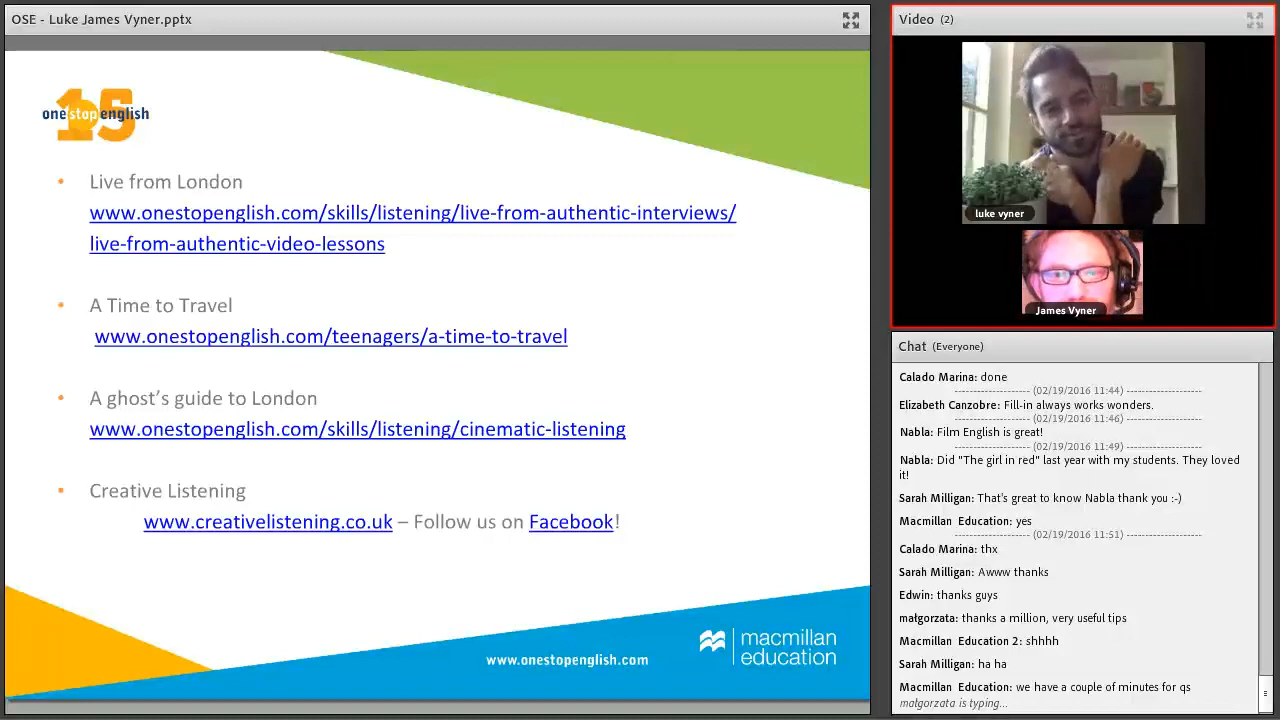 OSE - Luke James Vyner.pptx
15
one stop english
• Live from London
www.onestopenglish.com/skills/listening/live-from-authentic-interviews/
live-from-authentic-video-lessons
• A Time to Travel
www.onestopenglish.com/teenagers/a-time-to-travel
• A ghost’s guide to London
www.onestopenglish.com/skills/listening/cinematic-listening
• Creative Listening
www.creativelistening.co.uk – Follow us on Facebook!
www.onestopenglish.com
macmillan
education
Video (2)
luke vyner
James Vyner
Chat (Everyone)
Calado Marina: done
------------------- (02/19/2016 11:44) -------------------
Elizabeth Canzobre: Fill-in always works wonders.
------------------- (02/19/2016 11:46) -------------------
Nabla: Film English is great!
------------------- (02/19/2016 11:49) -------------------
Nabla: Did "The girl in red" last year with my students. They loved
it!
Sarah Milligan: That's great to know Nabla thank you :-)
Macmillan Education: yes
------------------- (02/19/2016 11:51) -------------------
Calado Marina: thx
Sarah Milligan: Awww thanks
Edwin: thanks guys
małgorzata: thanks a million, very useful tips
Macmillan Education 2: shhhh
Sarah Milligan: ha ha
Macmillan Education: we have a couple of minutes for qs
małgorzata is typing...